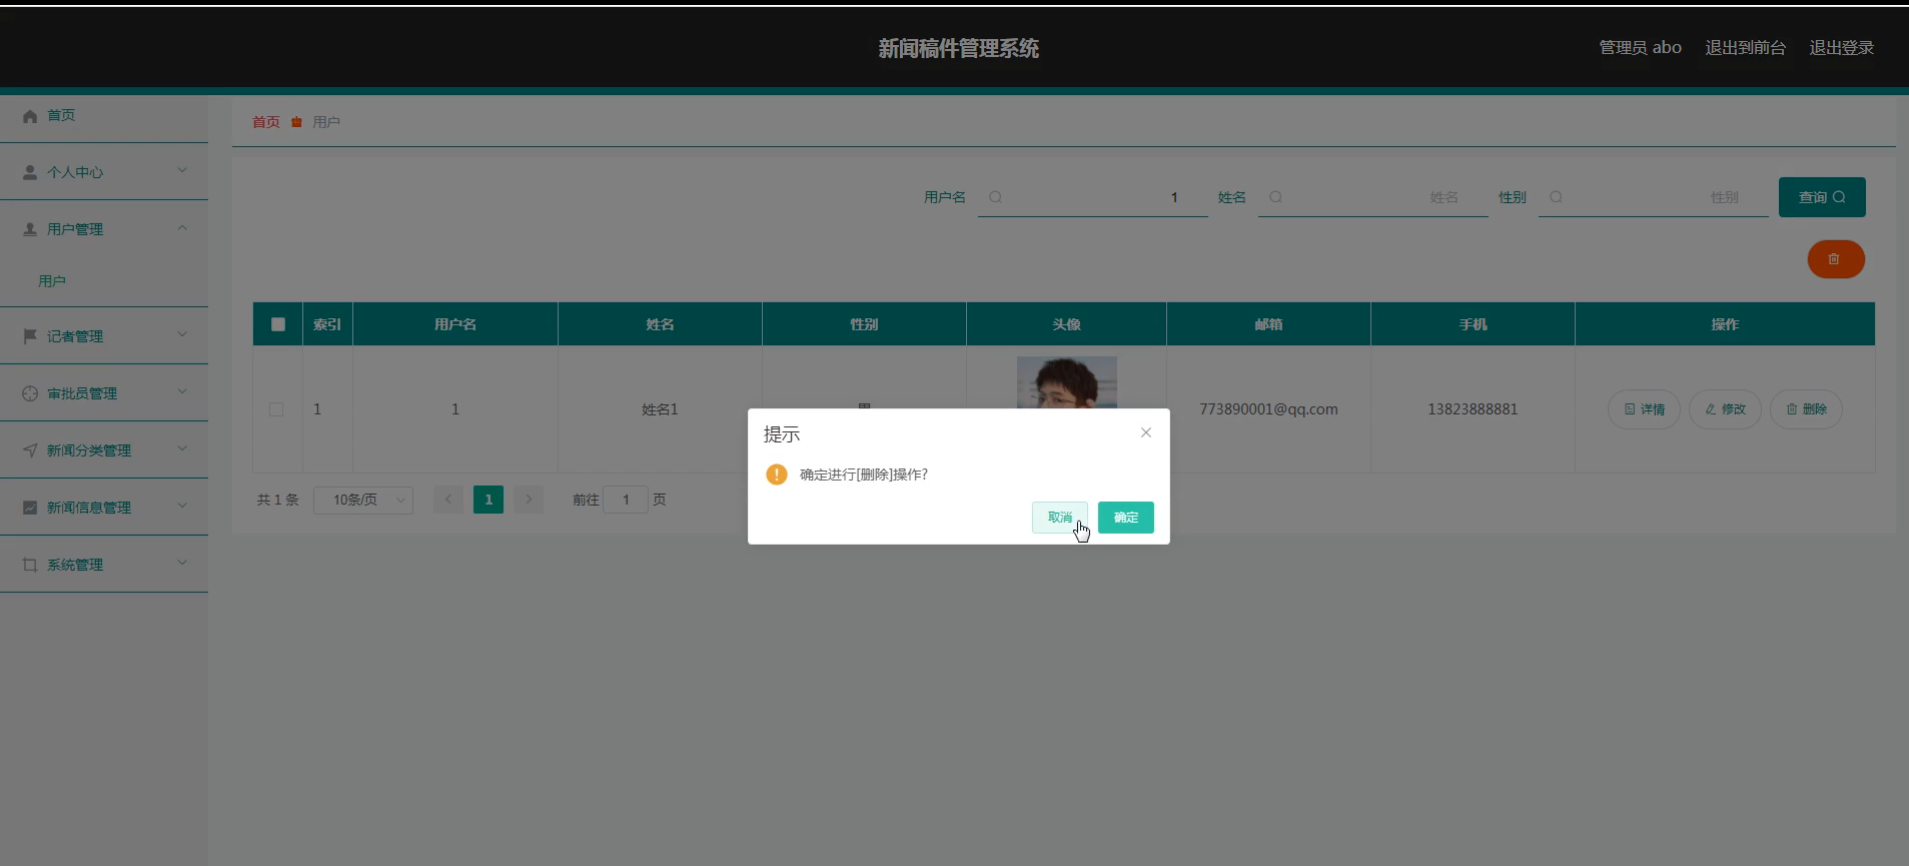 新闻稿件管理系统
管理员 abo 退出到前台 退出登录
首页
个人中心
用户管理
用户
记者管理
审批员管理
新闻分类管理
新闻信息管理
系统管理
首页 用户
用户名 1 姓名 姓名 性别 性别 查询
索引 用户名 姓名 性别 头像 邮箱 手机 操作
1 1 姓名1 773890001@qq.com 13823888881 详情 修改 删除
共 1 条 10条/页 1 前往 1 页
提示
确定进行[删除]操作?
取消 确定